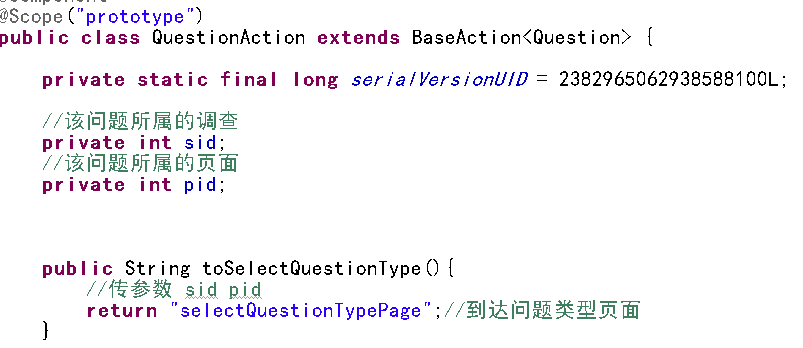 @Component
@Scope("prototype")
public class QuestionAction extends BaseAction<Question> {
private static final long serialVersionUID = 2382965062938588100L;
//该问题所属的调查
private int sid;
//该问题所属的页面
private int pid;
public String toSelectQuestionType(){
//传参数 sid pid
return "selectQuestionTypePage";//到达问题类型页面
}